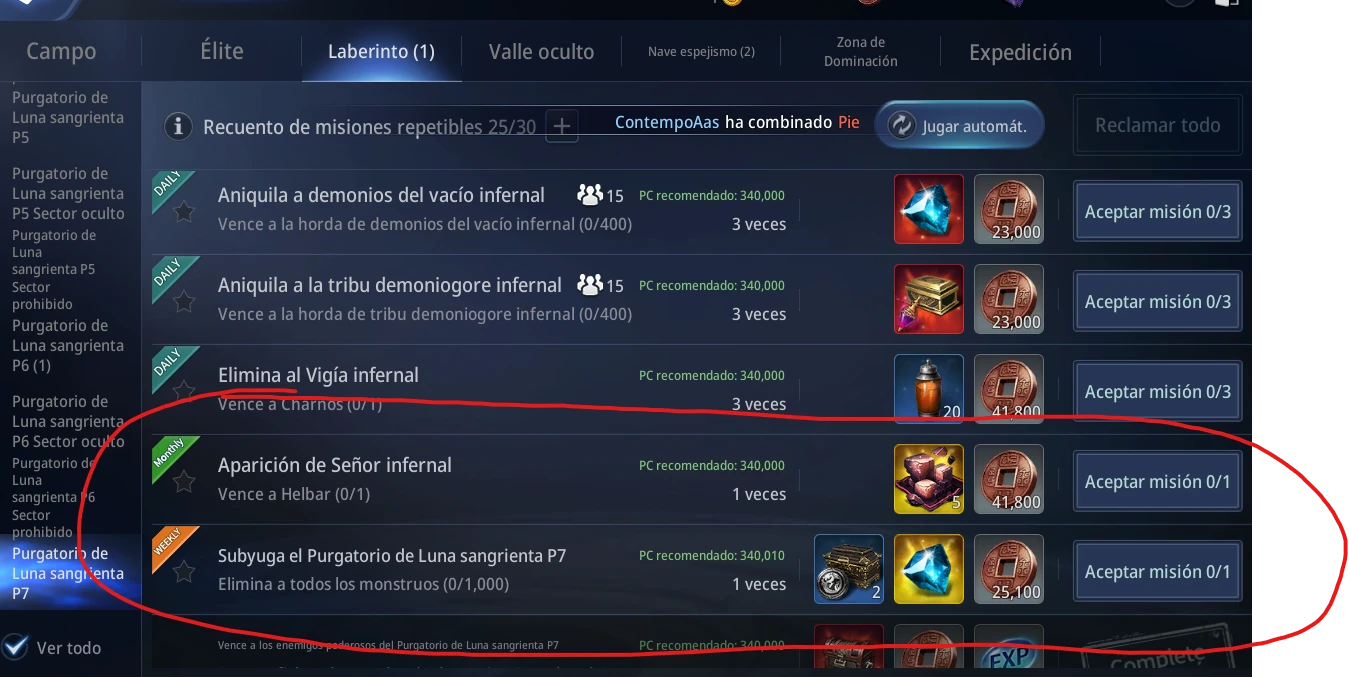 Campo
Élite
Laberinto (1)
Valle oculto
Nave espejismo (2)
Zona de
Dominación
Expedición
Purgatorio de
Luna sangrienta
P5
Purgatorio de
Luna sangrienta
P5 Sector oculto
Purgatorio de
Luna
sangrienta P5
Sector
prohibido
Purgatorio de
Luna sangrienta
P6 (1)
Purgatorio de
Luna sangrienta
P6 Sector oculto
Purgatorio de
Luna
sangrienta P6
Sector
prohibido
Purgatorio de
Luna sangrienta
P7
Ver todo
Recuento de misiones repetibles 25/30
ContempoAas ha combinado Pie
Jugar automát.
Reclamar todo
DAILY
Aniquila a demonios del vacío infernal 15 PC recomendado: 340,000
Vence a la horda de demonios del vacío infernal (0/400) 3 veces
23,000
Aceptar misión 0/3
DAILY
Aniquila a la tribu demoniogore infernal 15 PC recomendado: 340,000
Vence a la horda de tribu demoniogore infernal (0/400) 3 veces
23,000
Aceptar misión 0/3
DAILY
Elimina al Vigía infernal PC recomendado: 340,000
Vence a Charnos (0/1) 3 veces
20 41,800
Aceptar misión 0/3
Monthly
Aparición de Señor infernal PC recomendado: 340,000
Vence a Helbar (0/1) 1 veces
5 41,800
Aceptar misión 0/1
WEEKLY
Subyuga el Purgatorio de Luna sangrienta P7 PC recomendado: 340,010
Elimina a todos los monstruos (0/1,000) 1 veces
2 25,100
Aceptar misión 0/1
Vence a los enemigos poderosos del Purgatorio de Luna sangrienta P7 PC recomendado: 340,000
EXP
Complete